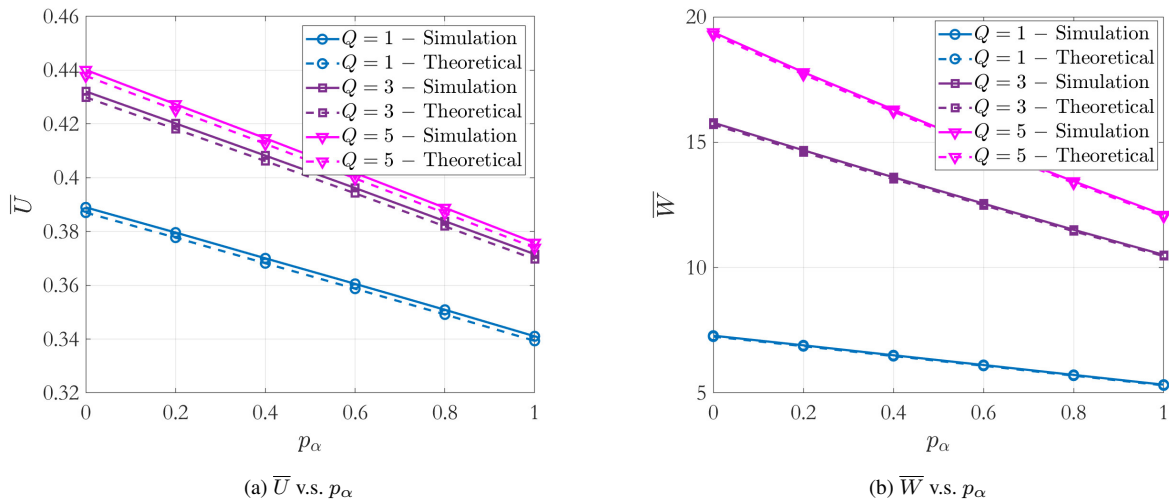 0.46
0.44
0.42
0.4
0.38
0.36
0.34
0.32
U̅
0 0.2 0.4 0.6 0.8 1
pα
Q = 1 − Simulation
Q = 1 − Theoretical
Q = 3 − Simulation
Q = 3 − Theoretical
Q = 5 − Simulation
Q = 5 − Theoretical
(a) U̅ v.s. pα
20
15
10
5
W̅
0 0.2 0.4 0.6 0.8 1
pα
Q = 1 − Simulation
Q = 1 − Theoretical
Q = 3 − Simulation
Q = 3 − Theoretical
Q = 5 − Simulation
Q = 5 − Theoretical
(b) W̅ v.s. pα